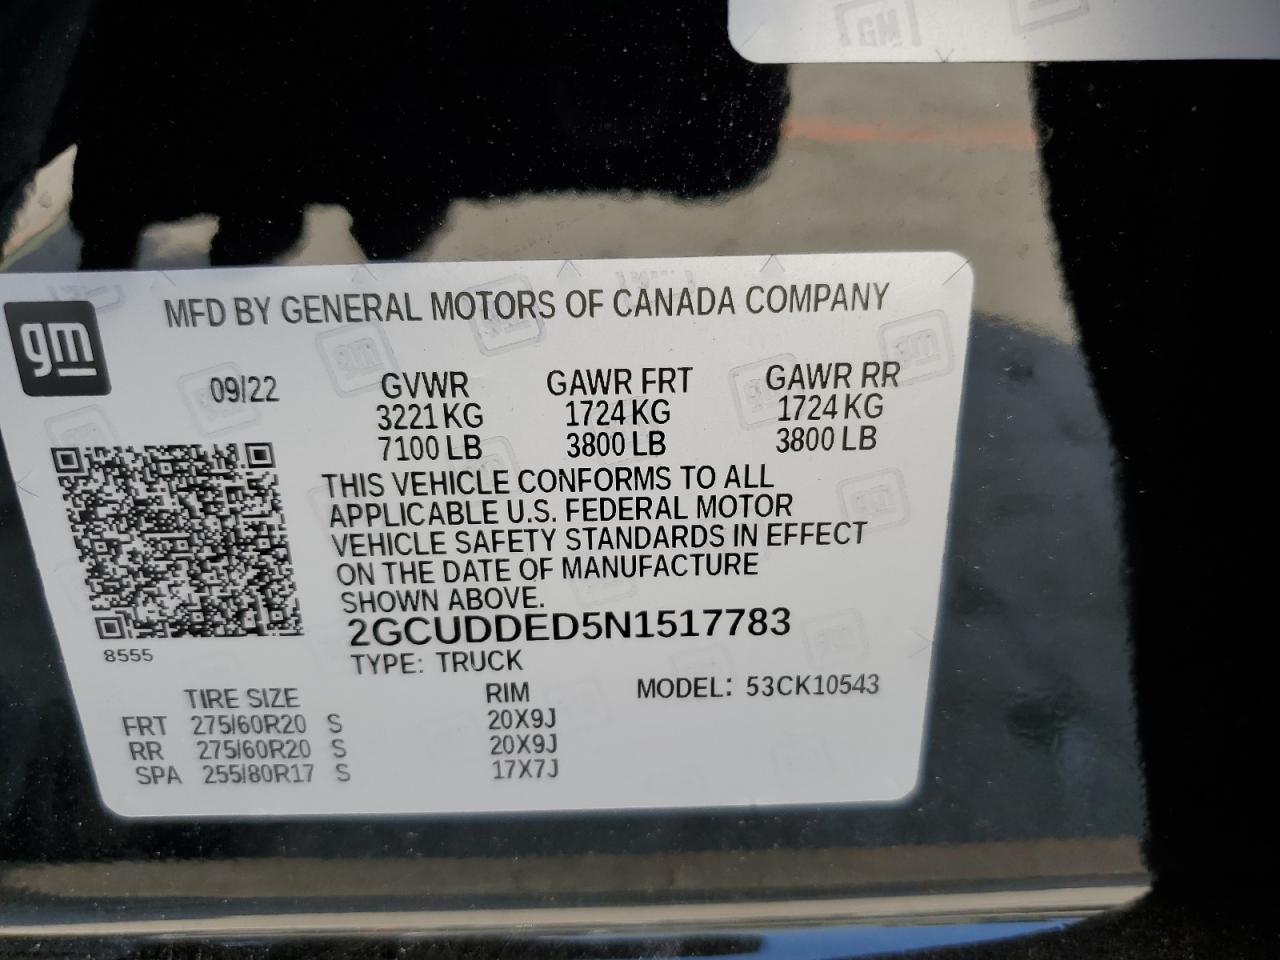 MFD BY GENERAL MOTORS OF CANADA COMPANY
gm
09/22 GVWR GAWR FRT GAWR RR
3221 KG 1724 KG 1724 KG
7100 LB 3800 LB 3800 LB
THIS VEHICLE CONFORMS TO ALL
APPLICABLE U.S. FEDERAL MOTOR
VEHICLE SAFETY STANDARDS IN EFFECT
ON THE DATE OF MANUFACTURE
SHOWN ABOVE.
2GCUDDED5N1517783
8555
TYPE: TRUCK
TIRE SIZE RIM MODEL: 53CK10543
FRT 275/60R20 S 20X9J
RR 275/60R20 S 20X9J
SPA 255/80R17 S 17X7J
GM